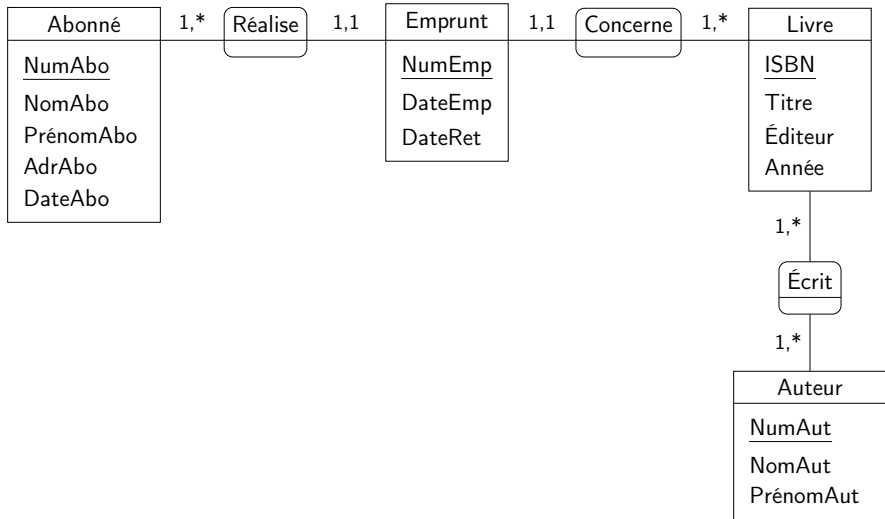 Abonné
NumAbo
NomAbo
PrénomAbo
AdrAbo
DateAbo
1,*
Réalise
1,1
Emprunt
NumEmp
DateEmp
DateRet
1,1
Concerne
1,*
Livre
ISBN
Titre
Éditeur
Année
1,*
Écrit
1,*
Auteur
NumAut
NomAut
PrénomAut